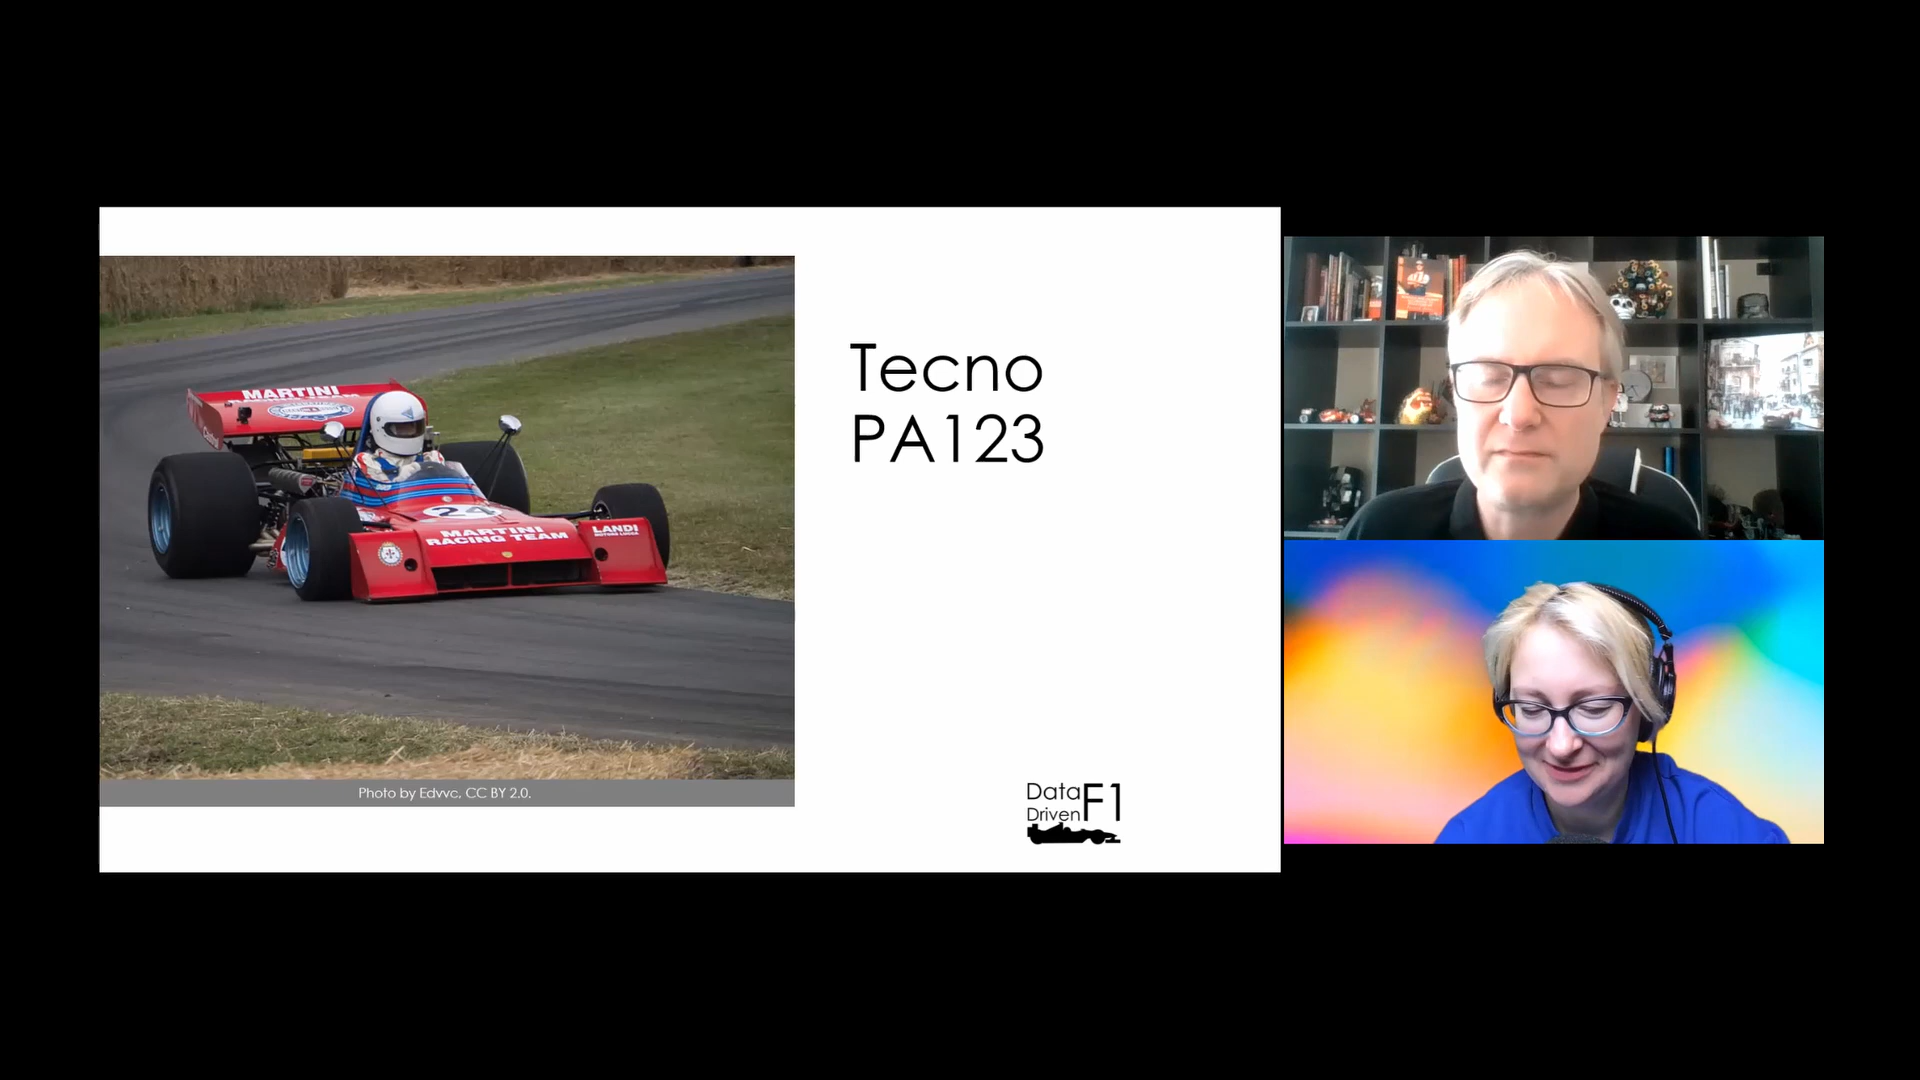 Tecno
PA123
MARTINI
24
MARTINI
RACING TEAM
LANDI
Photo by Edvvc, CC BY 2.0.
Data
Driven
F1